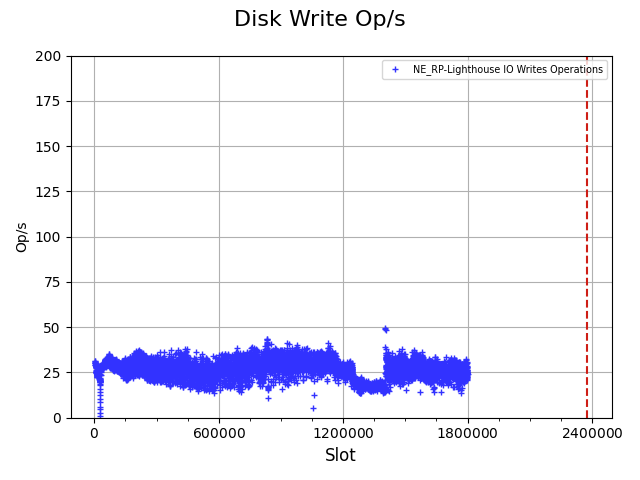 Disk Write Op/s
NE_RP-Lighthouse IO Writes Operations
200
175
150
125
100
75
50
25
0
Op/s
0 600000 1200000 1800000 2400000
Slot